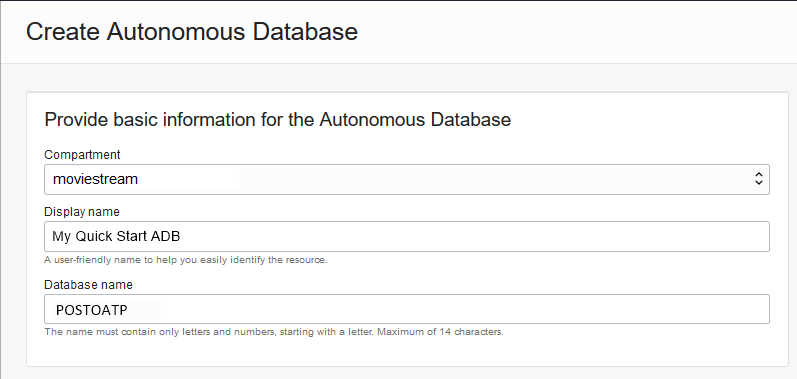 Create Autonomous Database
Provide basic information for the Autonomous Database
Compartment
moviestream
Display name
My Quick Start ADB
A user-friendly name to help you easily identify the resource.
Database name
POSTOATP
The name must contain only letters and numbers, starting with a letter. Maximum of 14 characters.